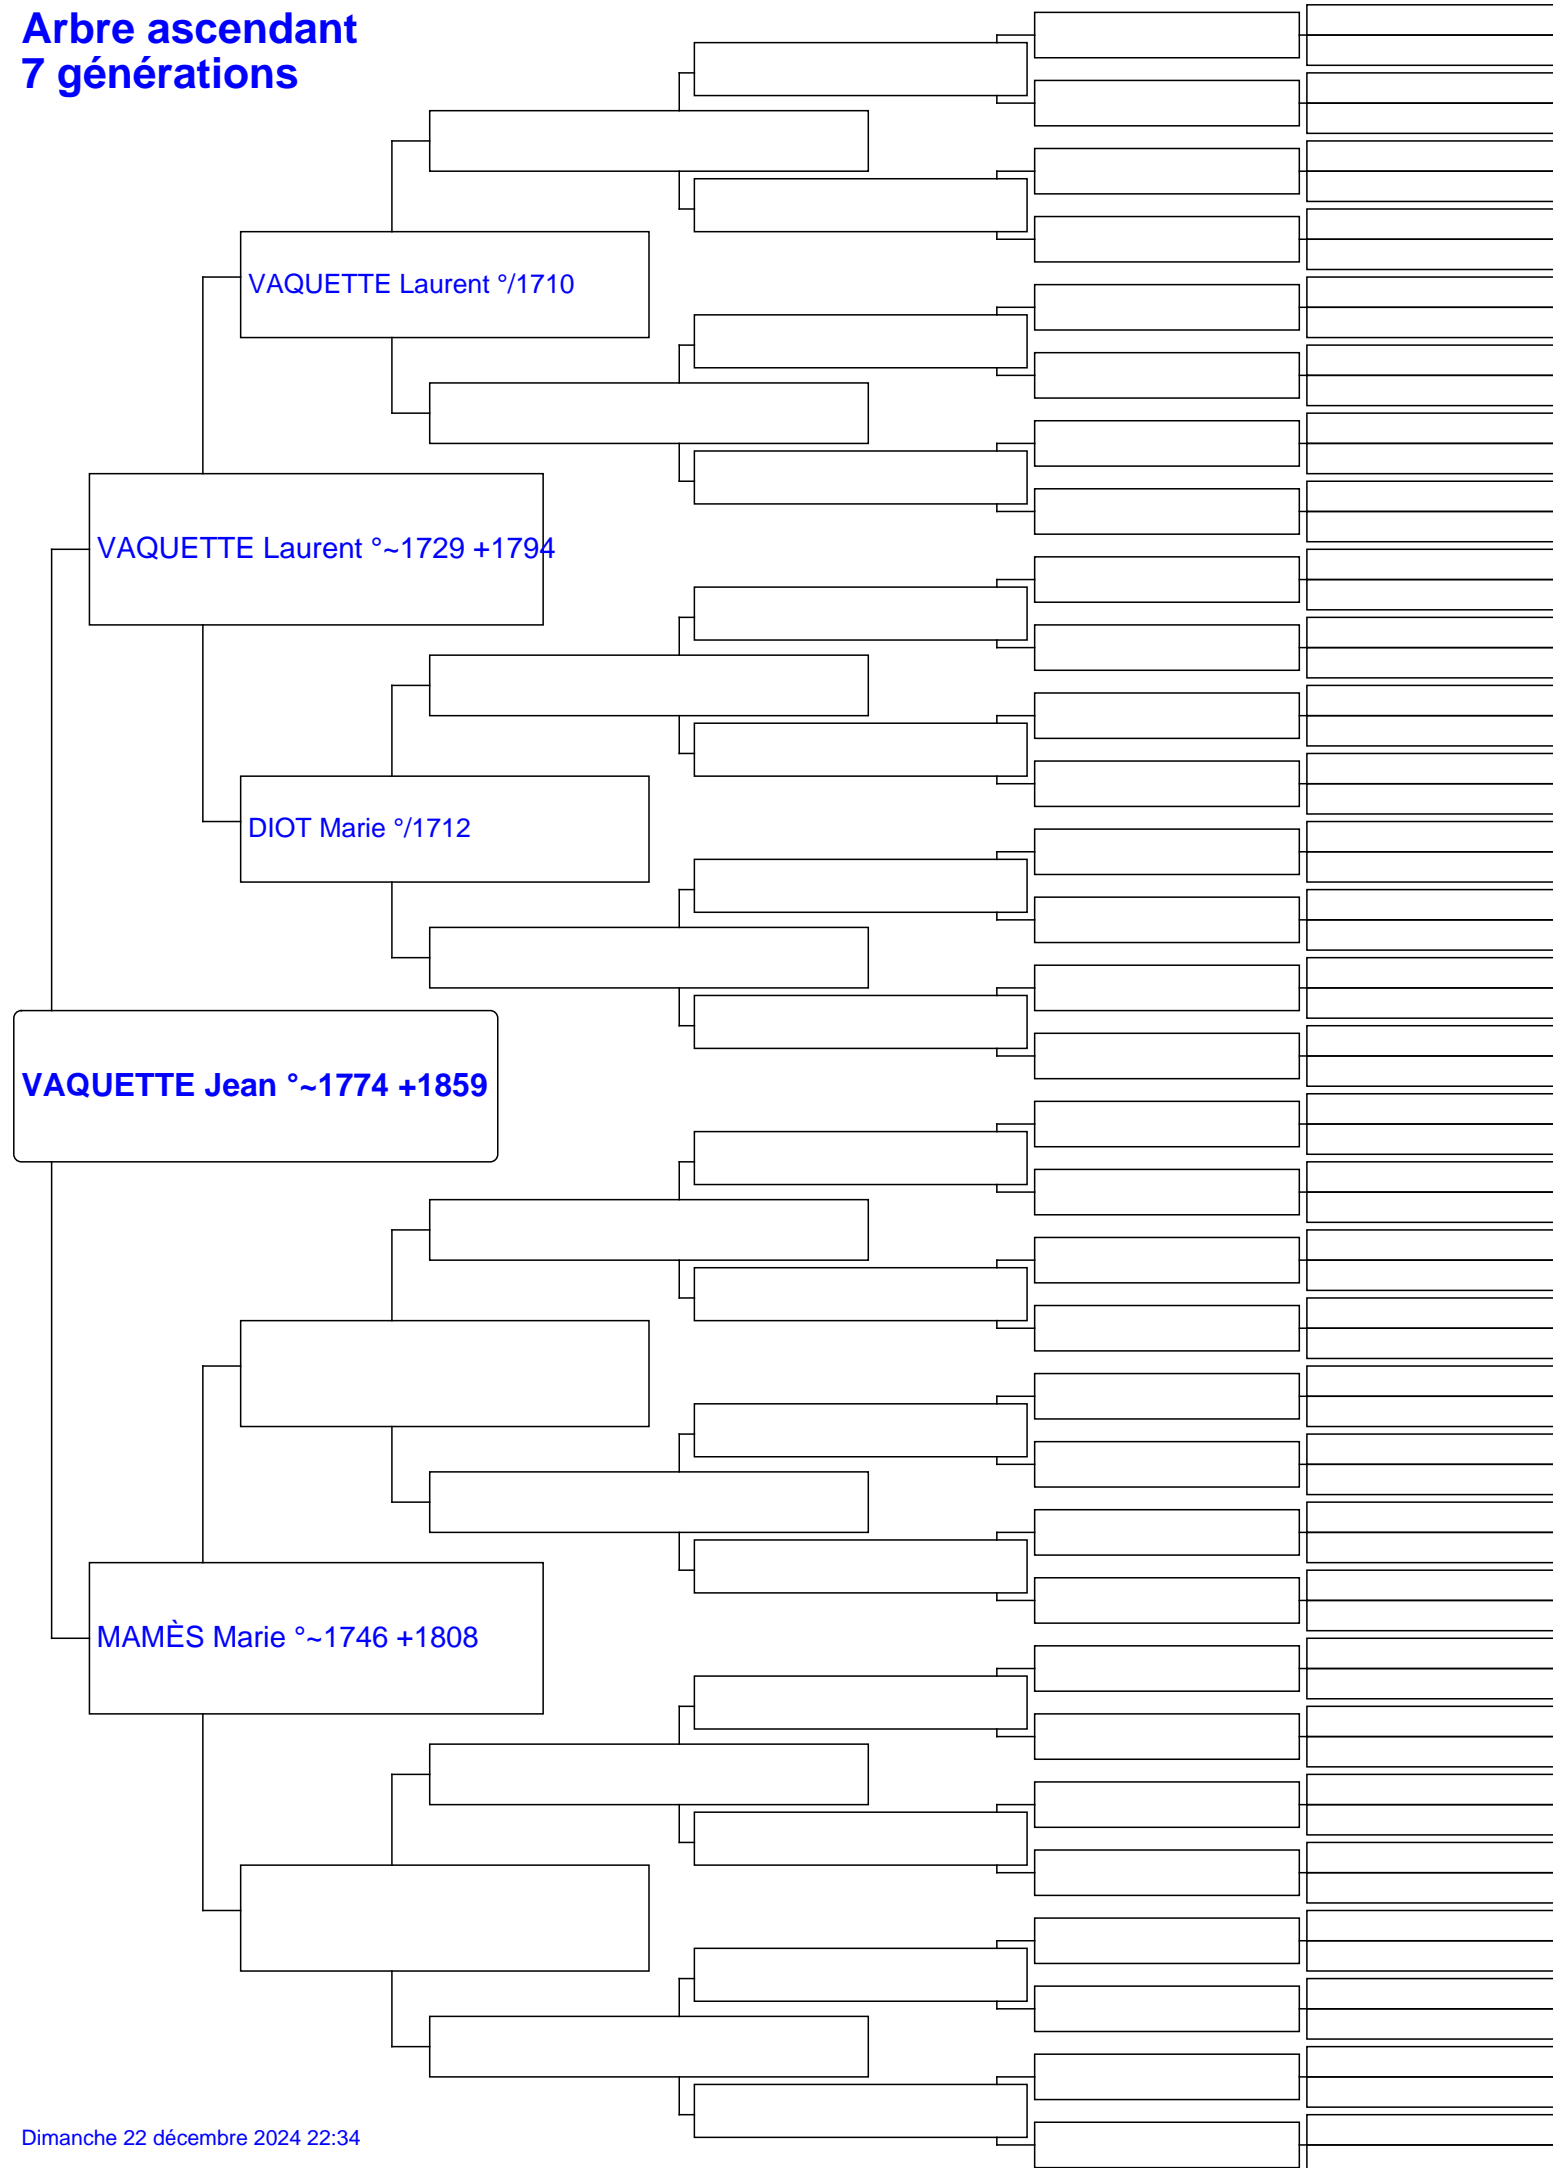 Arbre ascendant
7 générations
VAQUETTE Laurent °/1710
VAQUETTE Laurent °~1729 +1794
DIOT Marie °/1712
VAQUETTE Jean °~1774 +1859
MAMÈS Marie °~1746 +1808
Dimanche 22 décembre 2024 22:34